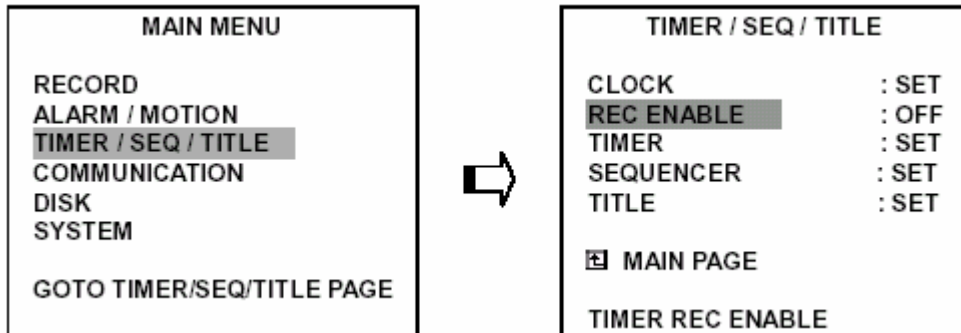 MAIN MENU
RECORD
ALARM / MOTION
TIMER / SEQ / TITLE
COMMUNICATION
DISK
SYSTEM
GOTO TIMER/SEQ/TITLE PAGE
TIMER / SEQ / TITLE
CLOCK : SET
REC ENABLE : OFF
TIMER : SET
SEQUENCER : SET
TITLE : SET
MAIN PAGE
TIMER REC ENABLE